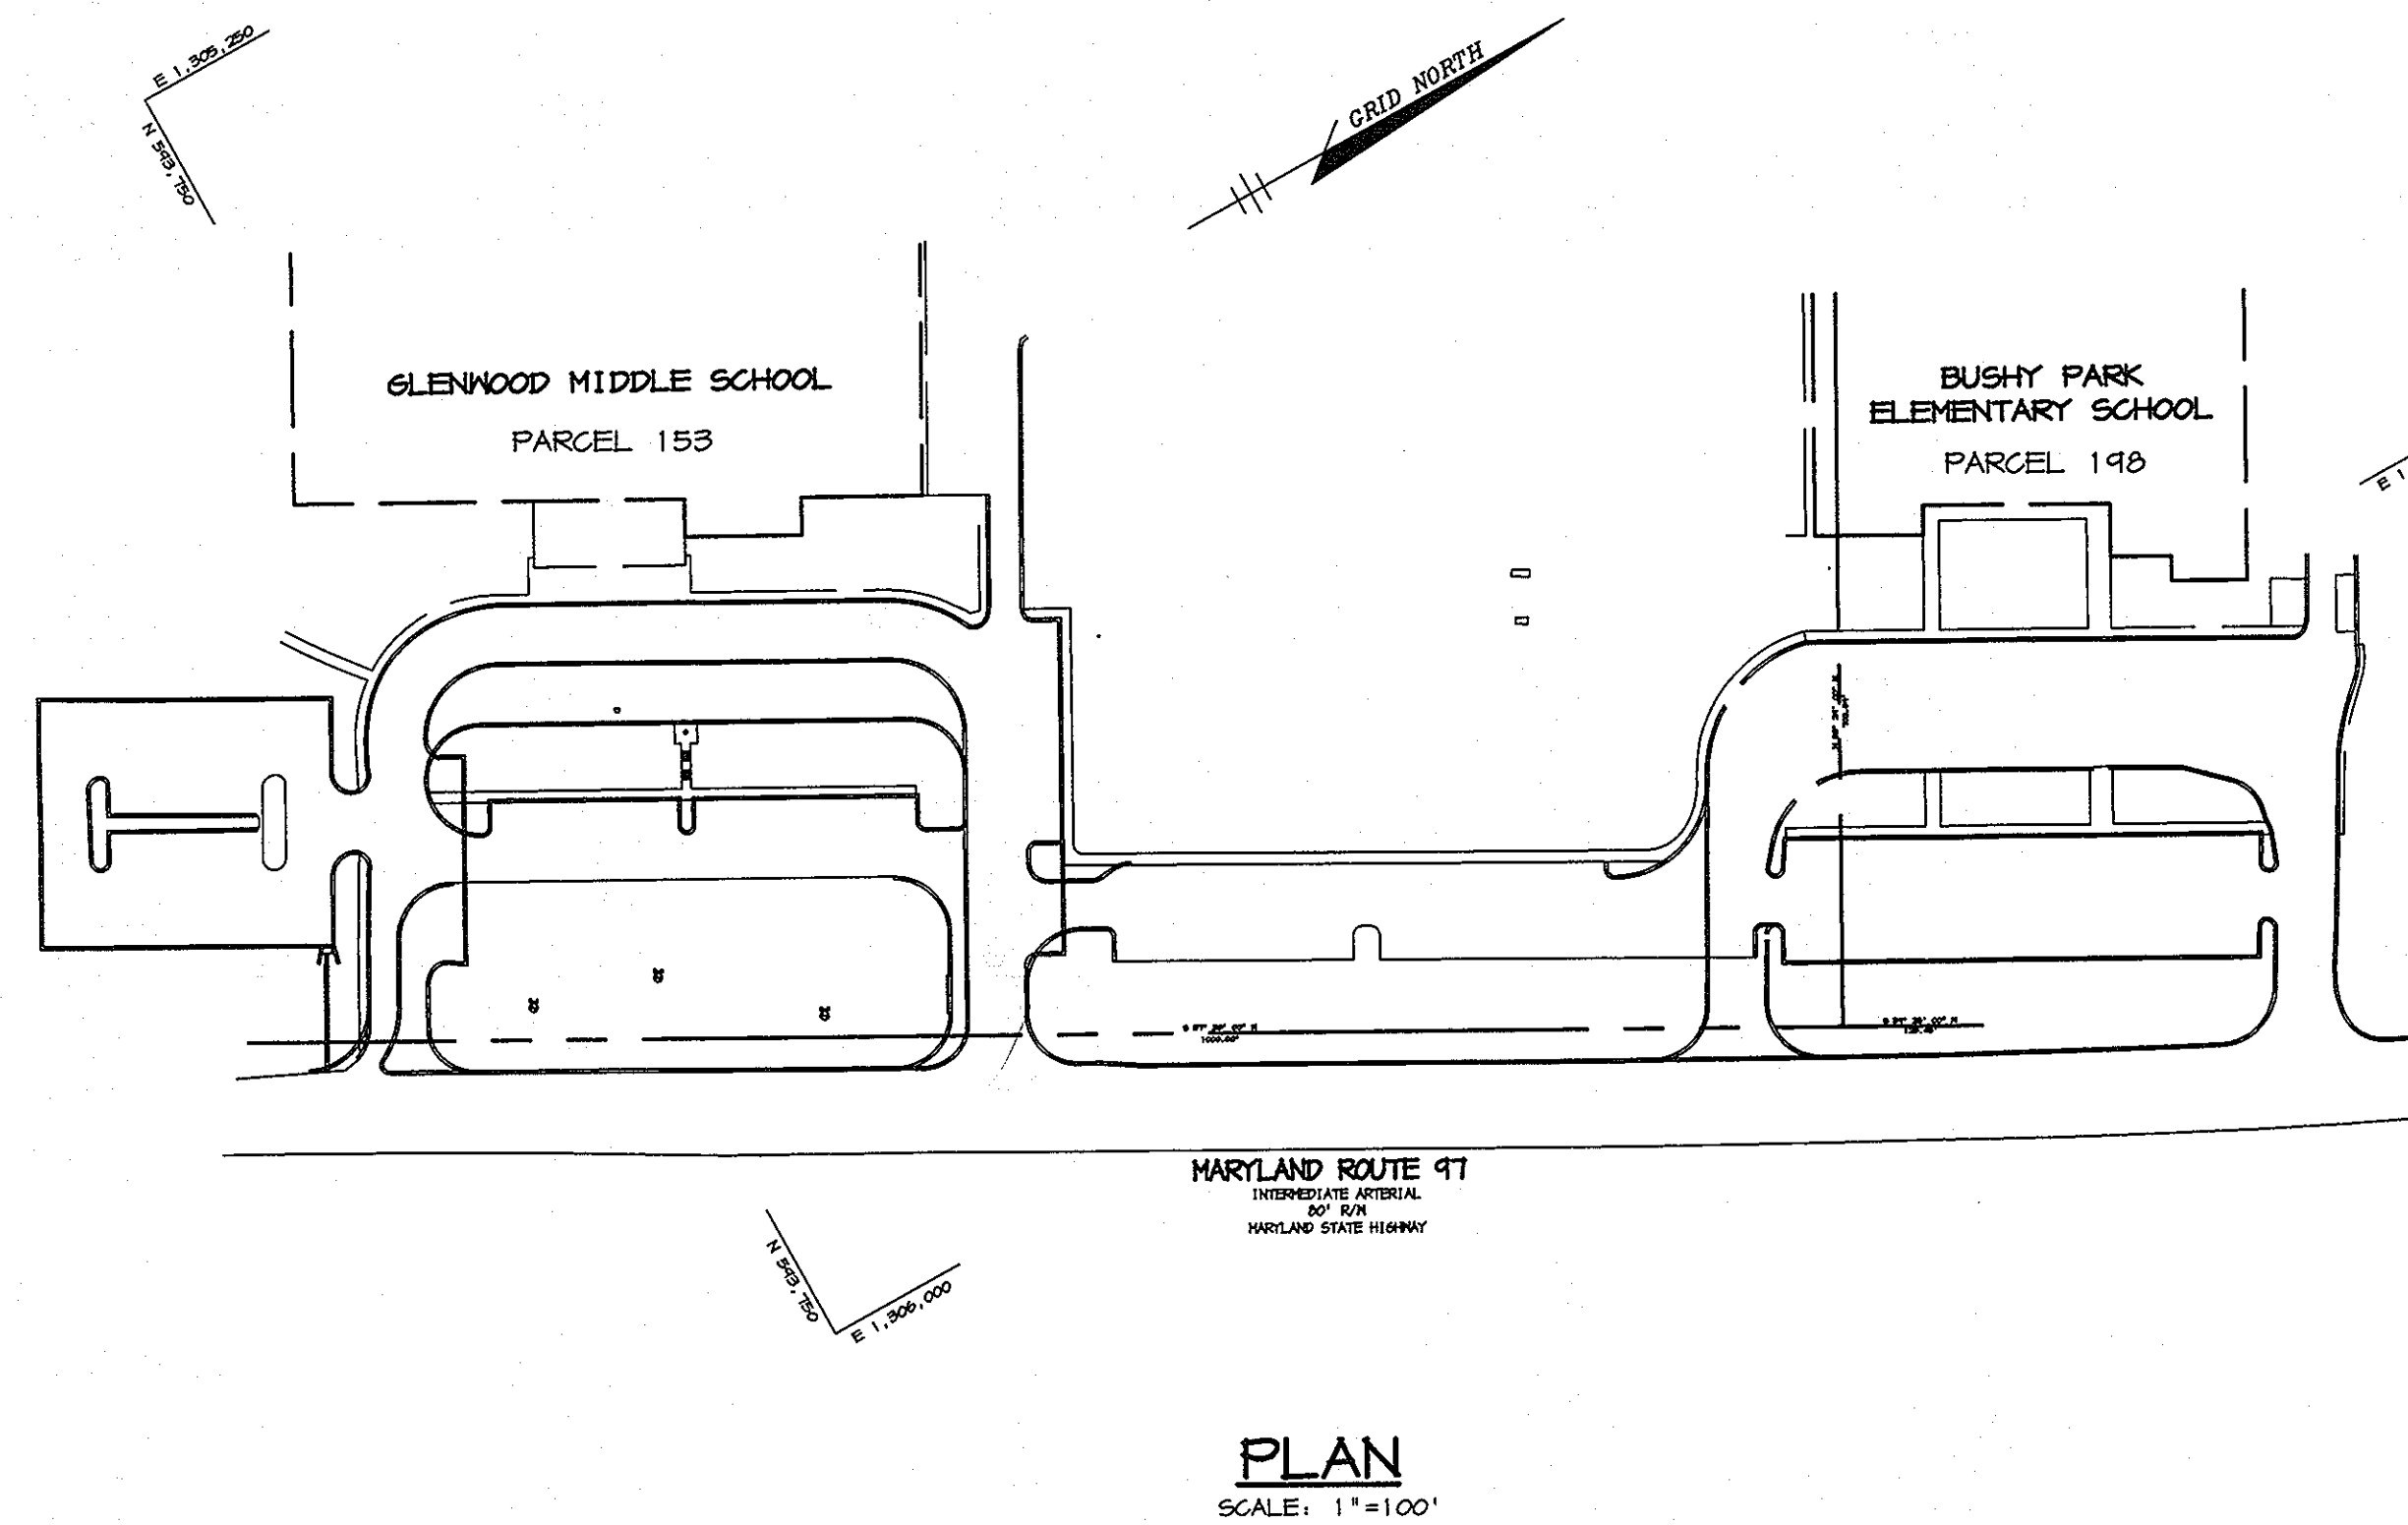 E 1,305,250
N 593,750
GRID NORTH
GLENWOOD MIDDLE SCHOOL
PARCEL 153
BUSHY PARK
ELEMENTARY SCHOOL
PARCEL 198
E 1
MARYLAND ROUTE 97
INTERMEDIATE ARTERIAL
80' R/W
MARYLAND STATE HIGHWAY
N 593,750
E 1,306,000
PLAN
SCALE: 1"=100'